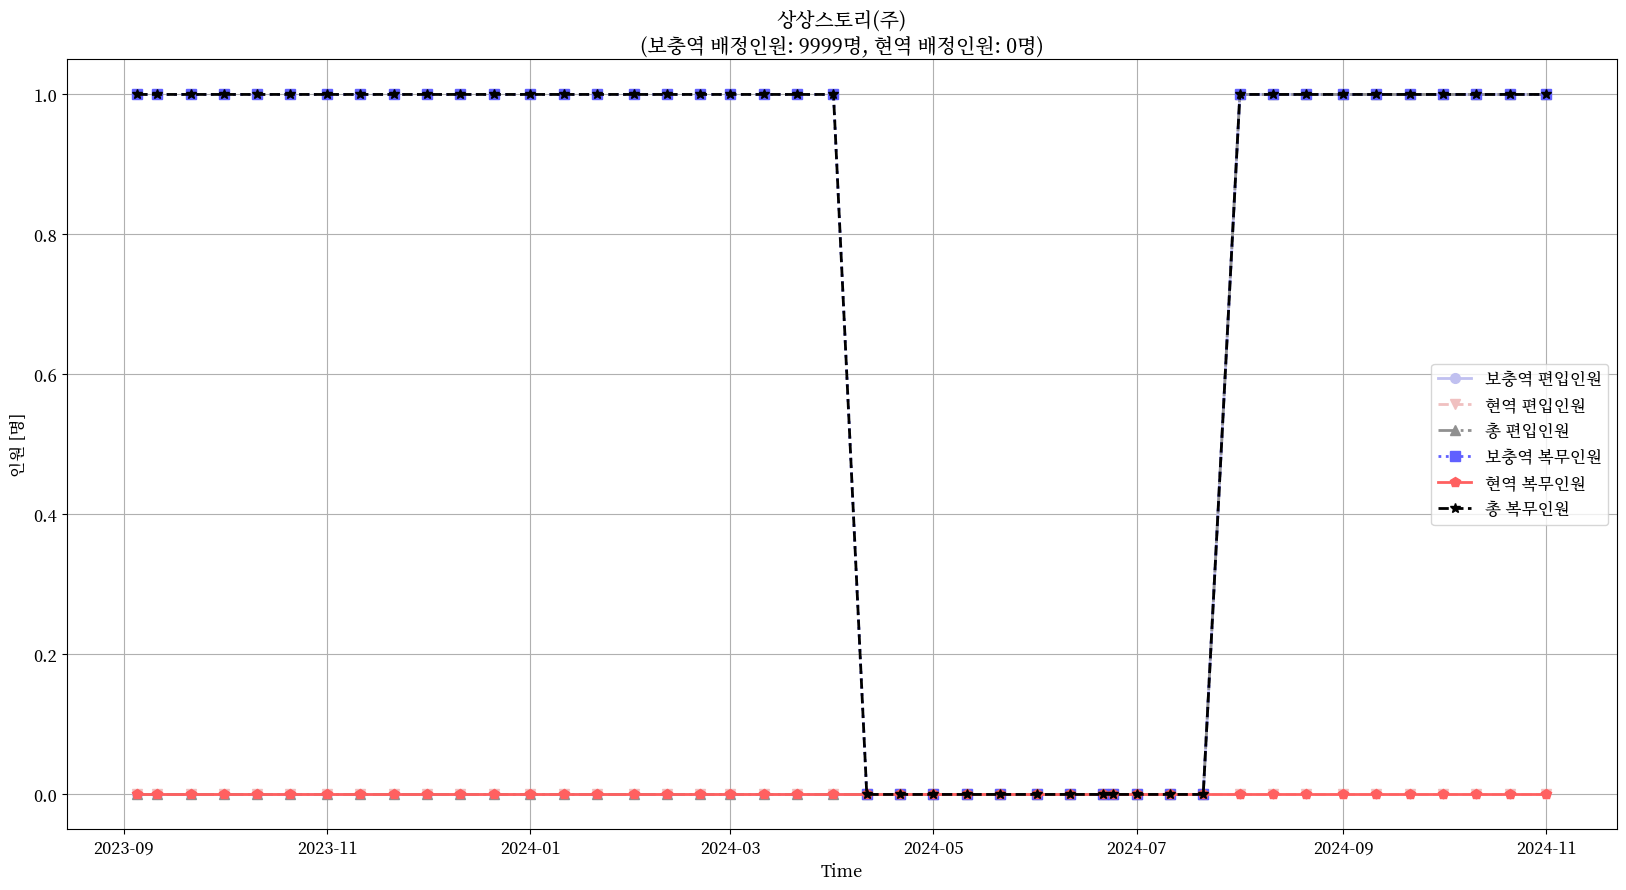 상상스토리(주)
(보충역 배정인원: 9999명, 현역 배정인원: 0명)
1.0
0.8
0.6
0.4
0.2
0.0
인원 [명]
보충역 편입인원
현역 편입인원
총 편입인원
보충역 복무인원
현역 복무인원
총 복무인원
2023-09 2023-11 2024-01 2024-03 2024-05 2024-07 2024-09 2024-11
Time